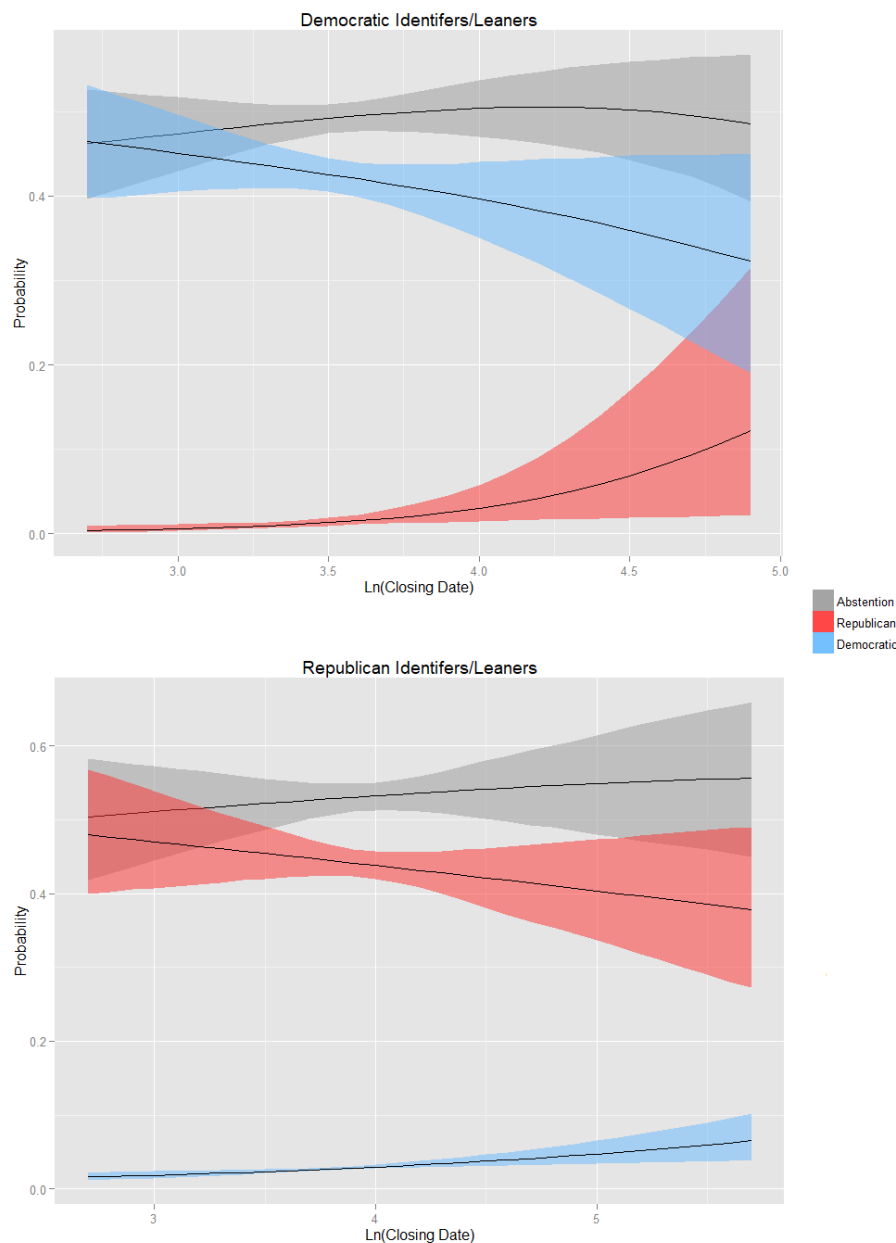 Democratic Identifers/Leaners
Probability
0.4
0.2
0.0
3.0 3.5 4.0 4.5 5.0
Ln(Closing Date)
Abstention
Republican
Democratic
Republican Identifers/Leaners
Probability
0.6
0.4
0.2
0.0
3 4 5
Ln(Closing Date)